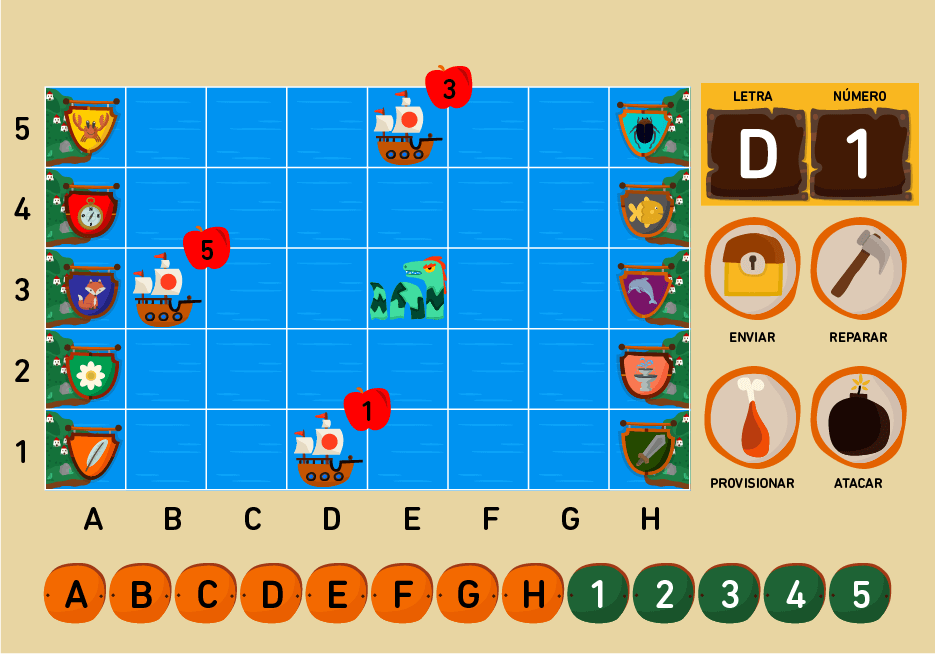 LETRA NÚMERO
D 1
3
5
4
5
3
2
1
1
ENVIAR REPARAR
PROVISIONAR ATACAR
A B C D E F G H
A B C D E F G H 1 2 3 4 5